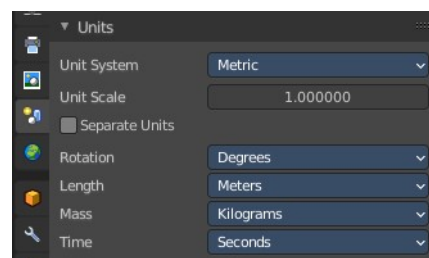 Units
Unit System Metric
Unit Scale 1.000000
Separate Units
Rotation Degrees
Length Meters
Mass Kilograms
Time Seconds